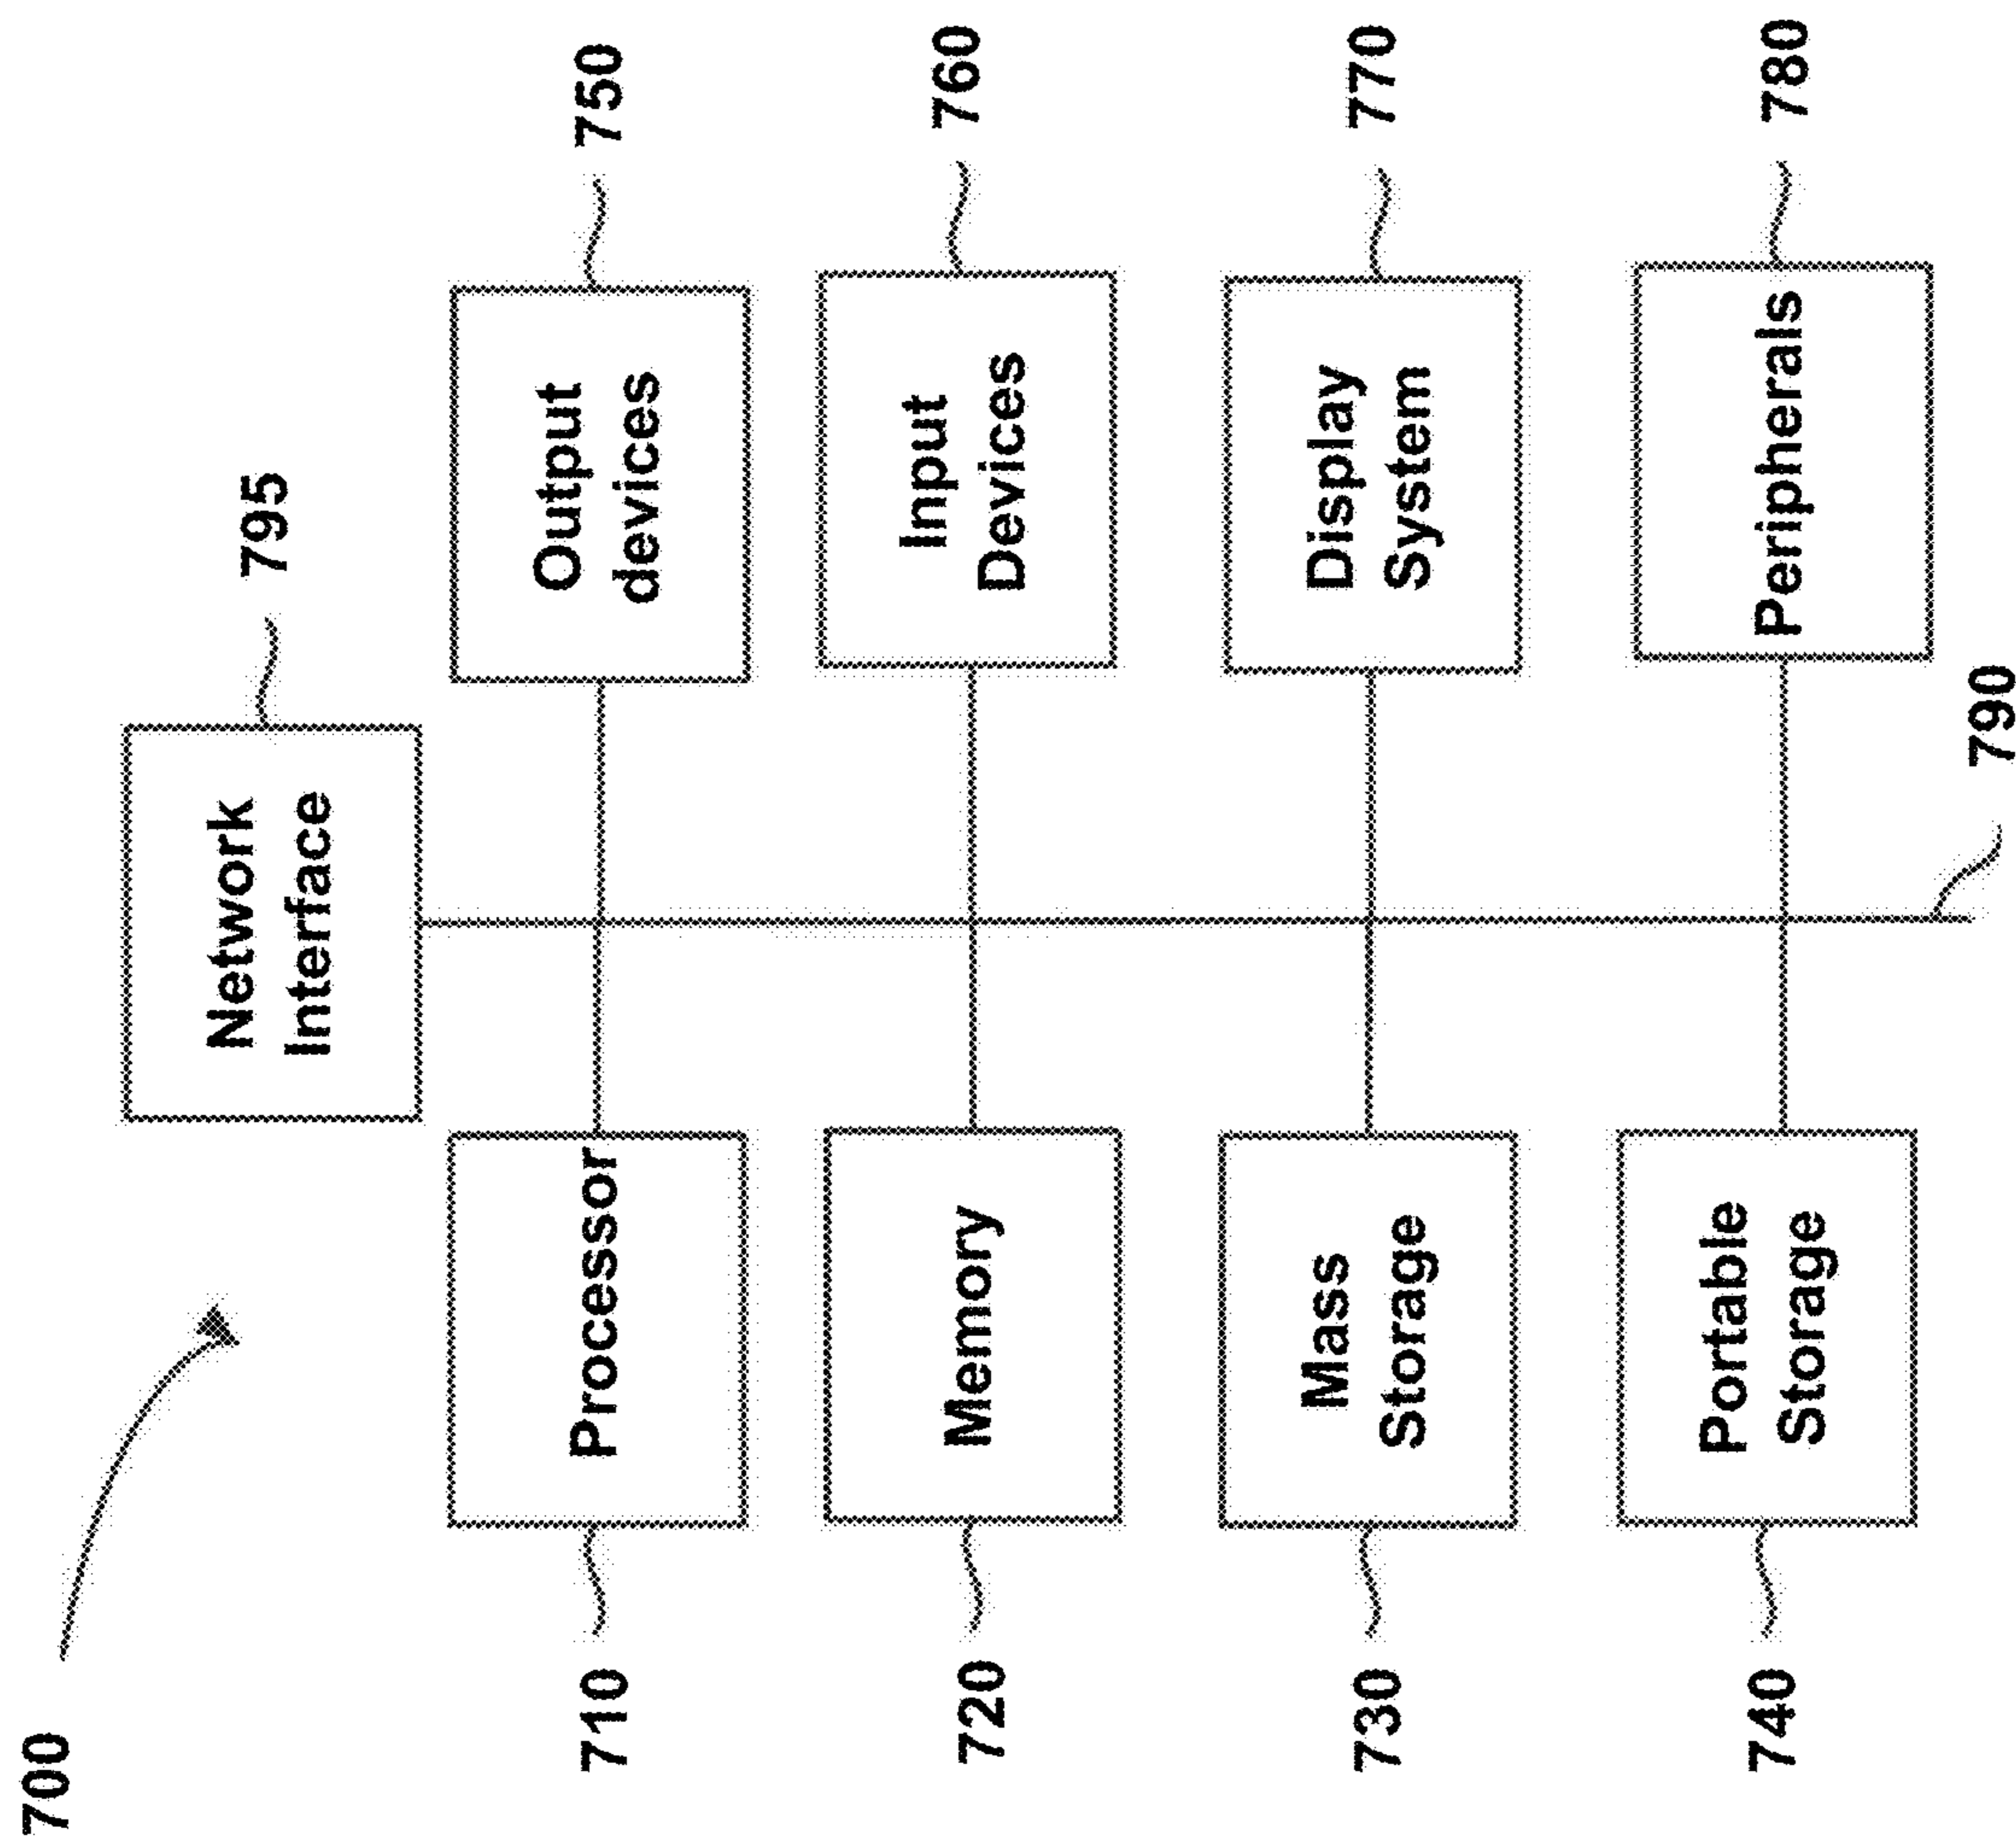 700
Network
Interface
795
710
Processor
Output
devices
750
720
Memory
Input
Devices
760
730
Mass
Storage
Display
System
770
740
Portable
Storage
Peripherals
780
790